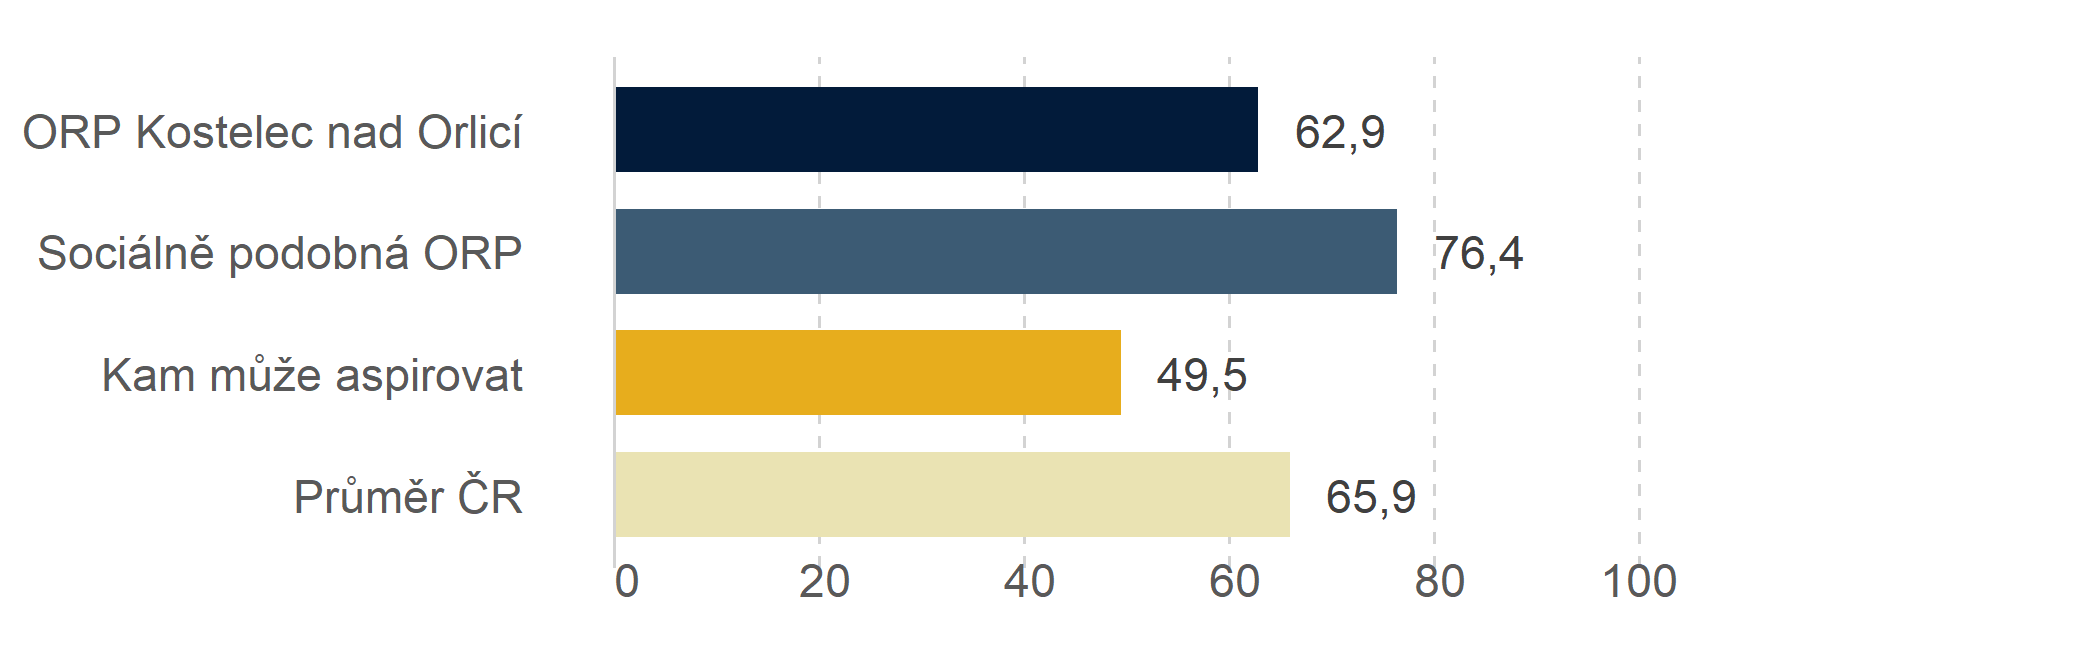 ORP Kostelec nad Orlicí
62,9
Sociálně podobná ORP
76,4
Kam může aspirovat
49,5
Průměr ČR
65,9
0 20 40 60 80 100